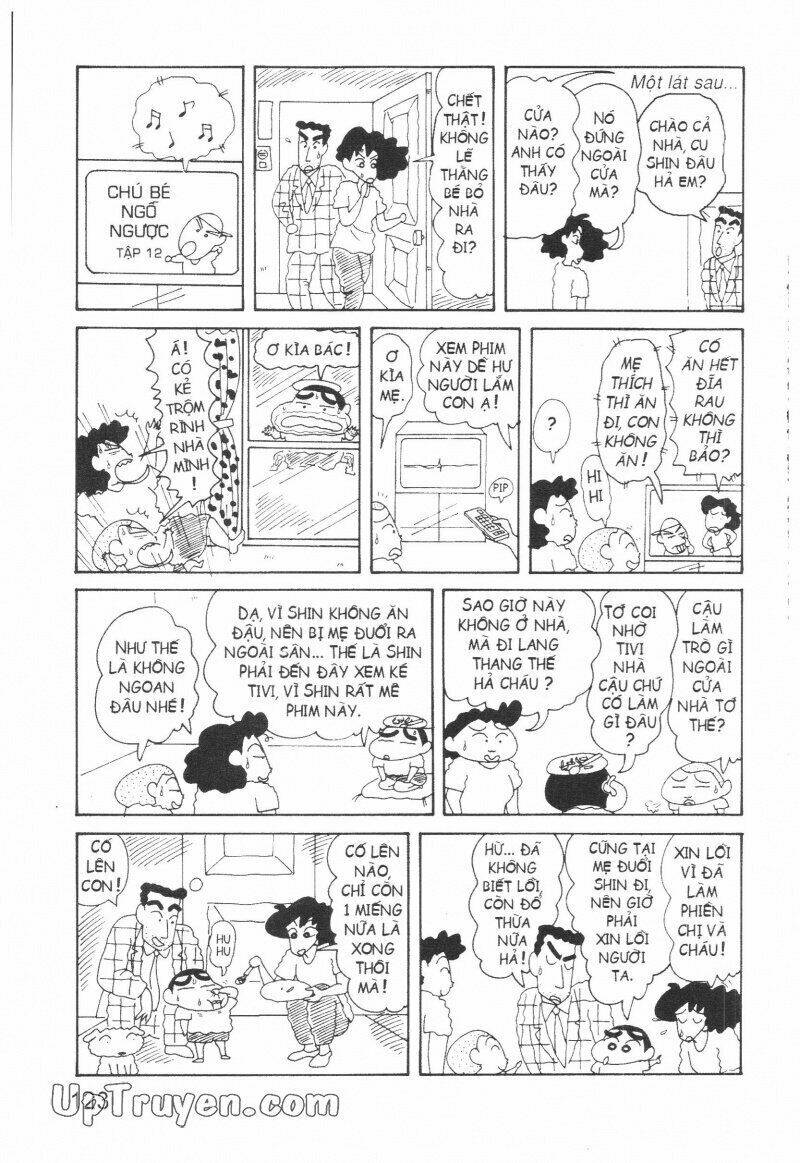 Một lát sau...
CHÀO CẢ
NHÀ, CU
SHIN ĐÂU
HẢ EM?
NÓ
ĐỨNG
NGOÀI
CỬA
MÀ?
CỬA
NÀO?
ANH CÓ
THẤY
ĐÂU?
CHẾT
THẬT!
KHÔNG
LẼ
THẰNG
BÉ BỎ
NHÀ
RA
ĐI?
CHÚ BÉ
NGỔ
NGƯỢC
TẬP 12
CÓ
ĂN HẾT
ĐĨA
RAU
KHÔNG
THÌ
BẢO?
MẸ
THÍCH
THÌ ĂN
ĐI, CON
KHÔNG
ĂN!
HI
HI
?
XEM PHIM
NÀY DỄ HƯ
NGƯỜI LẮM
CON Ạ!
Ơ
KÌA
MẸ.
PIP
Ơ KÌA BÁC!
Á!
CÓ
KẺ
TRỘM
RÌNH
NHÀ
MÌNH
!
CẬU
LÀM
TRÒ GÌ
NGOÀI
CỬA
NHÀ TỚ
THẾ?
TỚ COI
NHỜ
TIVI
NHÀ
CẬU CHỨ
CÓ LÀM
GÌ ĐÂU
?
SAO GIỜ NÀY
KHÔNG Ở NHÀ,
MÀ ĐI LANG
THANG THẾ
HẢ CHÁU ?
DẠ, VÌ SHIN KHÔNG ĂN
ĐẬU, NÊN BỊ MẸ ĐUỔI RA
NGOÀI SÂN... THẾ LÀ SHIN
PHẢI ĐẾN ĐÂY XEM KÉ
TIVI, VÌ SHIN RẤT MÊ
PHIM NÀY.
NHƯ THẾ
LÀ KHÔNG
NGOAN
ĐÂU NHÉ!
XIN LỖI
VÌ ĐÃ
LÀM
PHIỀN
CHỊ VÀ
CHÁU!
CŨNG TẠI
MẸ ĐUỔI
SHIN ĐI,
NÊN GIỜ
PHẢI
XIN LỖI
NGƯỜI
TA.
HỪ... ĐÃ
KHÔNG
BIẾT LỖI,
CÒN ĐỔ
THỪA
NỮA
HẢ!
CỐ LÊN
NÀO,
CHỈ CÒN
1 MIẾNG
NỮA LÀ
XONG
THÔI
MÀ!
HU
HU
CỐ
LÊN
CON!
123
UpTruyen.com